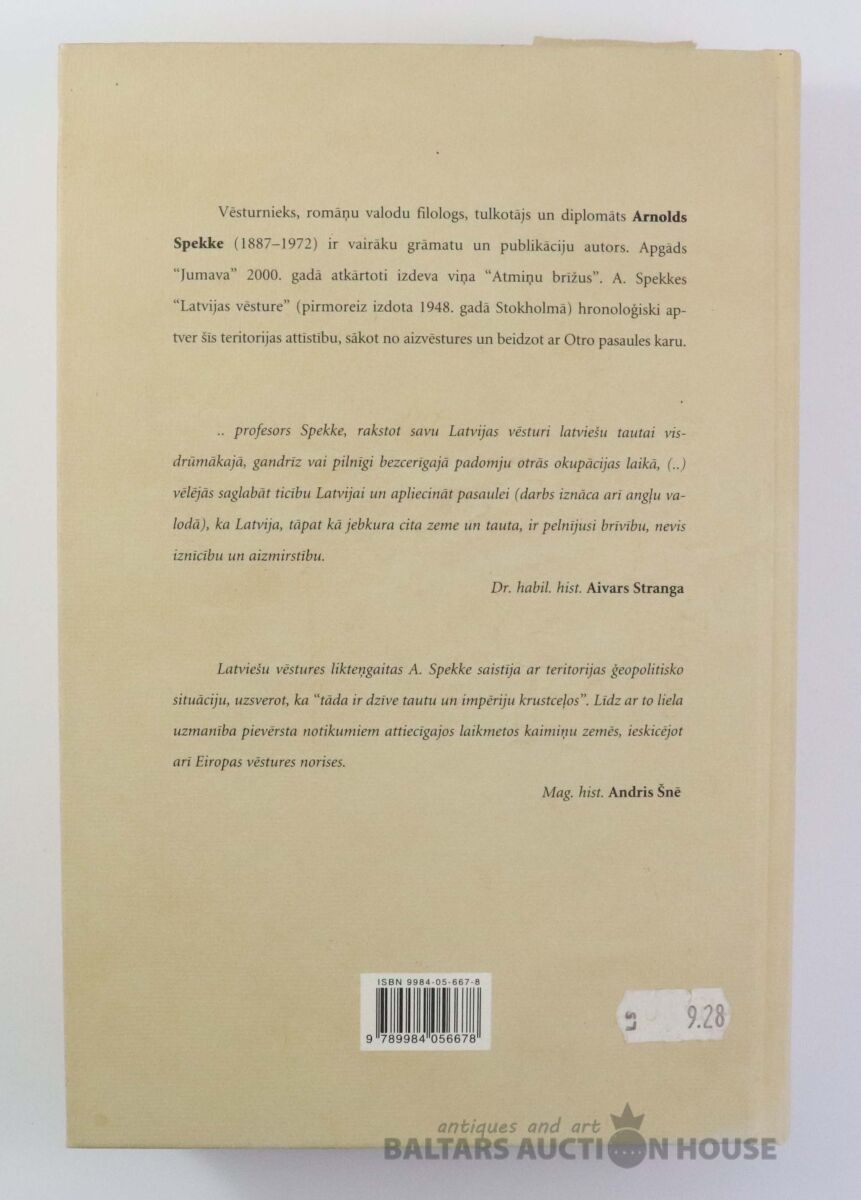 Vēsturnieks, romāņu valodu filologs, tulkotājs un diplomāts Arnolds
Spekke (1887–1972) ir vairāku grāmatu un publikāciju autors. Apgāds
“Jumava” 2000. gadā atkārtoti izdeva viņa “Atmiņu brīžus”. A. Spekkes
“Latvijas vēsture” (pirmoreiz izdota 1948. gadā Stokholmā) hronoloģiski ap-
tver šīs teritorijas attīstību, sākot no aizvēstures un beidzot ar Otro pasaules karu.
.. profesors Spekke, rakstot savu Latvijas vēsturi latviešu tautai vis-
drūmākajā, gandrīz vai pilnīgi bezcerīgajā padomju otrās okupācijas laikā, (..)
vēlējās saglabāt ticību Latvijai un apliecināt pasaulei (darbs iznāca arī angļu va-
lodā), ka Latvija, tāpat kā jebkura cita zeme un tauta, ir pelnījusi brīvību, nevis
iznīcību un aizmirstību.
Dr. habil. hist. Aivars Stranga
Latviešu vēstures likteņgaitas A. Spekke saistīja ar teritorijas ģeopolitisko
situāciju, uzsverot, ka “tāda ir dzīve tautu un impēriju krustceļos”. Līdz ar to liela
uzmanība pievērsta notikumiem attiecīgajos laikmetos kaimiņu zemēs, ieskicējot
arī Eiropas vēstures norises.
Mag. hist. Andris Šnē
ISBN 9984-05-667-8
9 789984 056678
LS 9.28
antiques and art
BALTARS AUCTION HOUSE